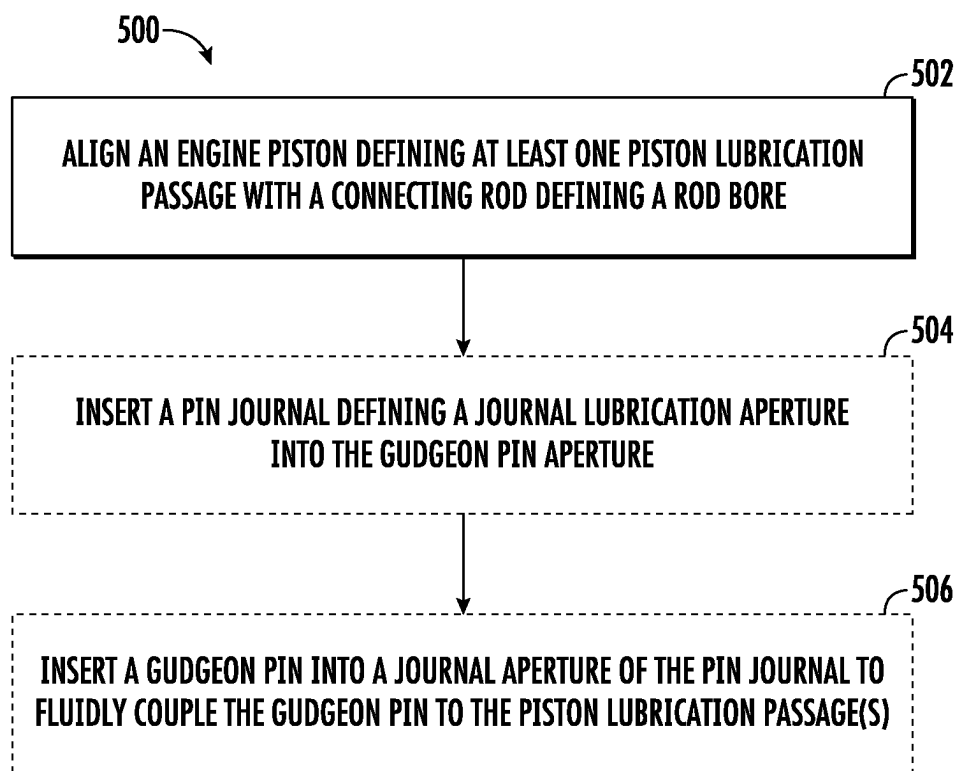 500
502
ALIGN AN ENGINE PISTON DEFINING AT LEAST ONE PISTON LUBRICATION
PASSAGE WITH A CONNECTING ROD DEFINING A ROD BORE
504
INSERT A PIN JOURNAL DEFINING A JOURNAL LUBRICATION APERTURE
INTO THE GUDGEON PIN APERTURE
506
INSERT A GUDGEON PIN INTO A JOURNAL APERTURE OF THE PIN JOURNAL TO
FLUIDLY COUPLE THE GUDGEON PIN TO THE PISTON LUBRICATION PASSAGE(S)